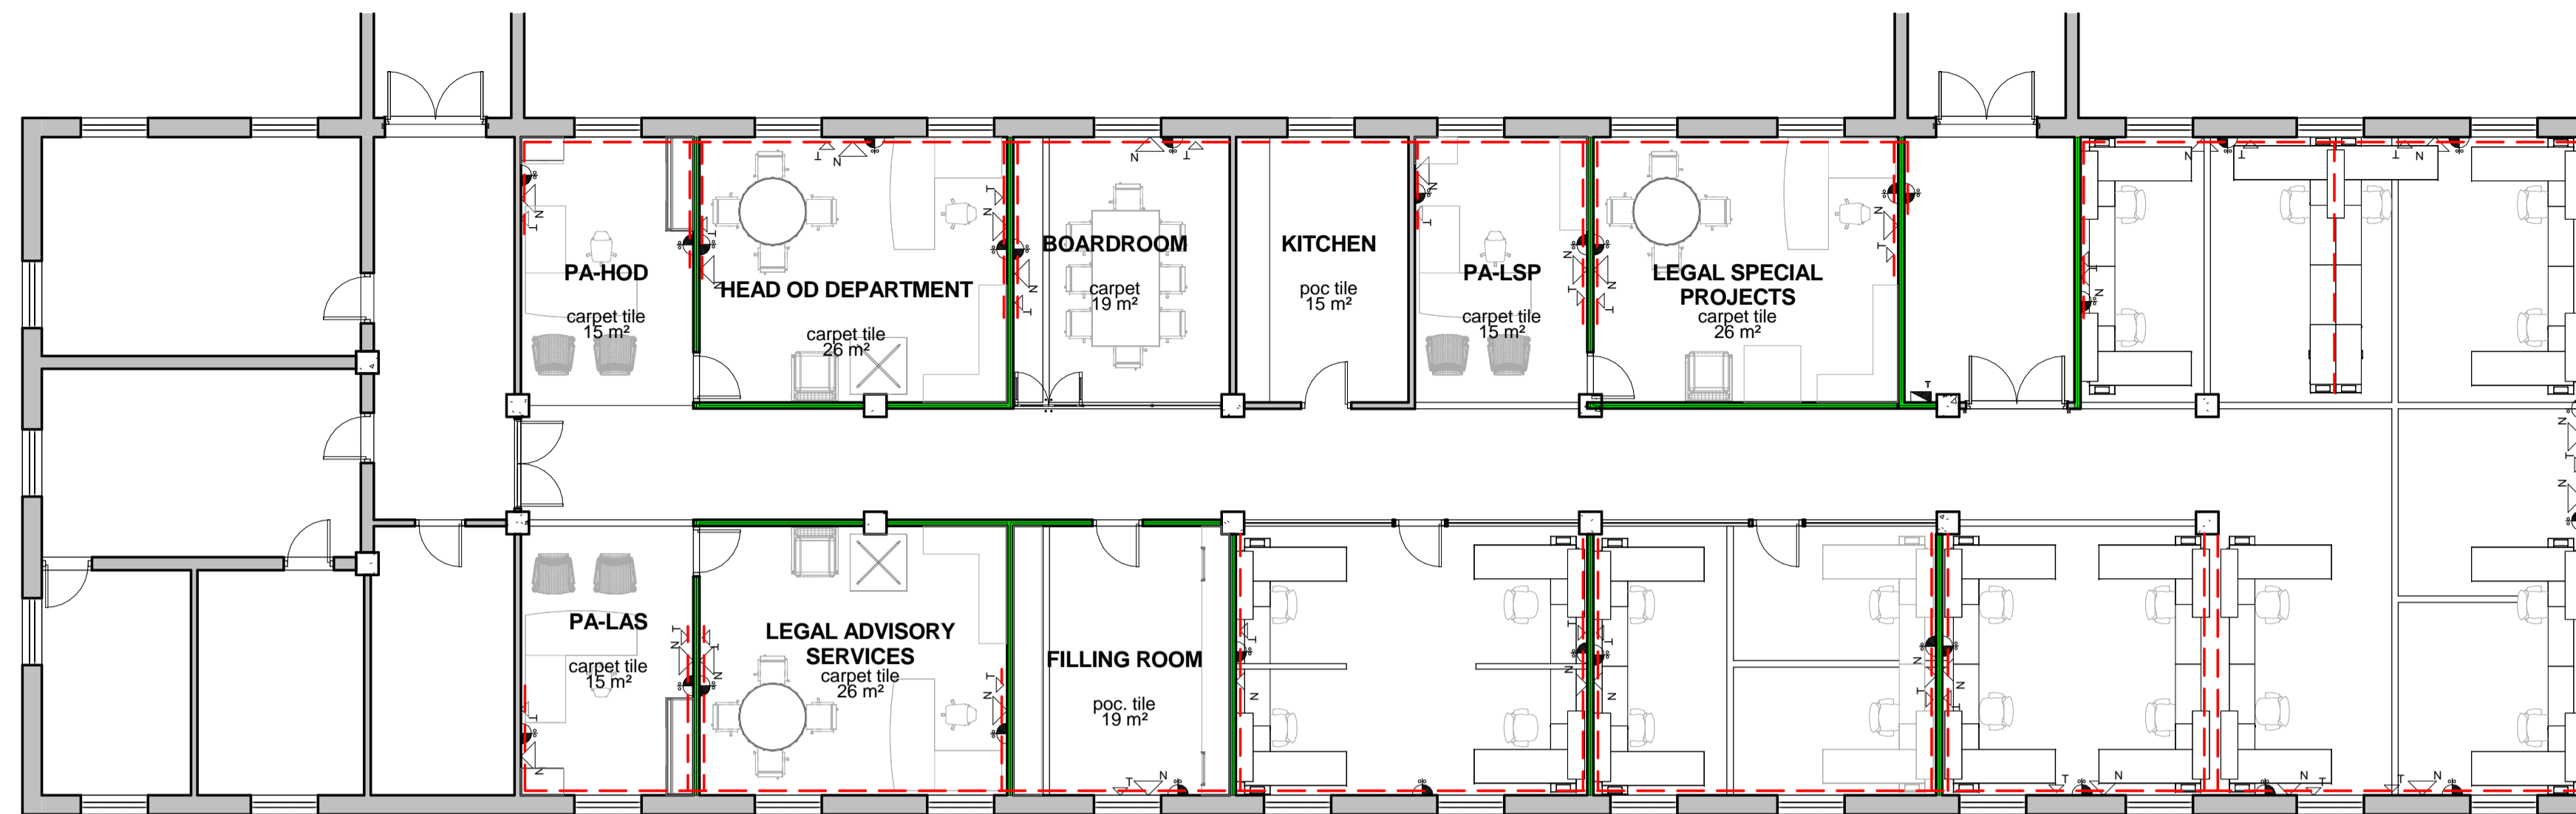 PA-HOD
carpet tile
15 m²
HEAD OD DEPARTMENT
carpet tile
26 m²
BOARDROOM
carpet
19 m²
KITCHEN
poc tile
15 m²
PA-LSP
carpet tile
15 m²
LEGAL SPECIAL
PROJECTS
carpet tile
26 m²
PA-LAS
carpet tile
15 m²
LEGAL ADVISORY
SERVICES
carpet tile
26 m²
FILLING ROOM
poc. tile
19 m²